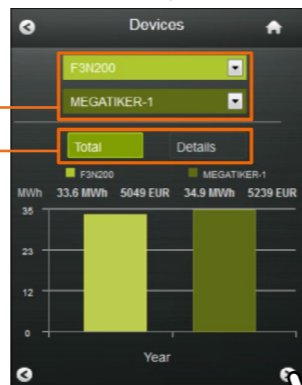 Devices
F3N200
MEGATIKER-1
Total Details
F3N200 MEGATIKER-1
MWh 33.6 MWh 5049 EUR 34.9 MWh 5239 EUR
35
23
12
0
Year